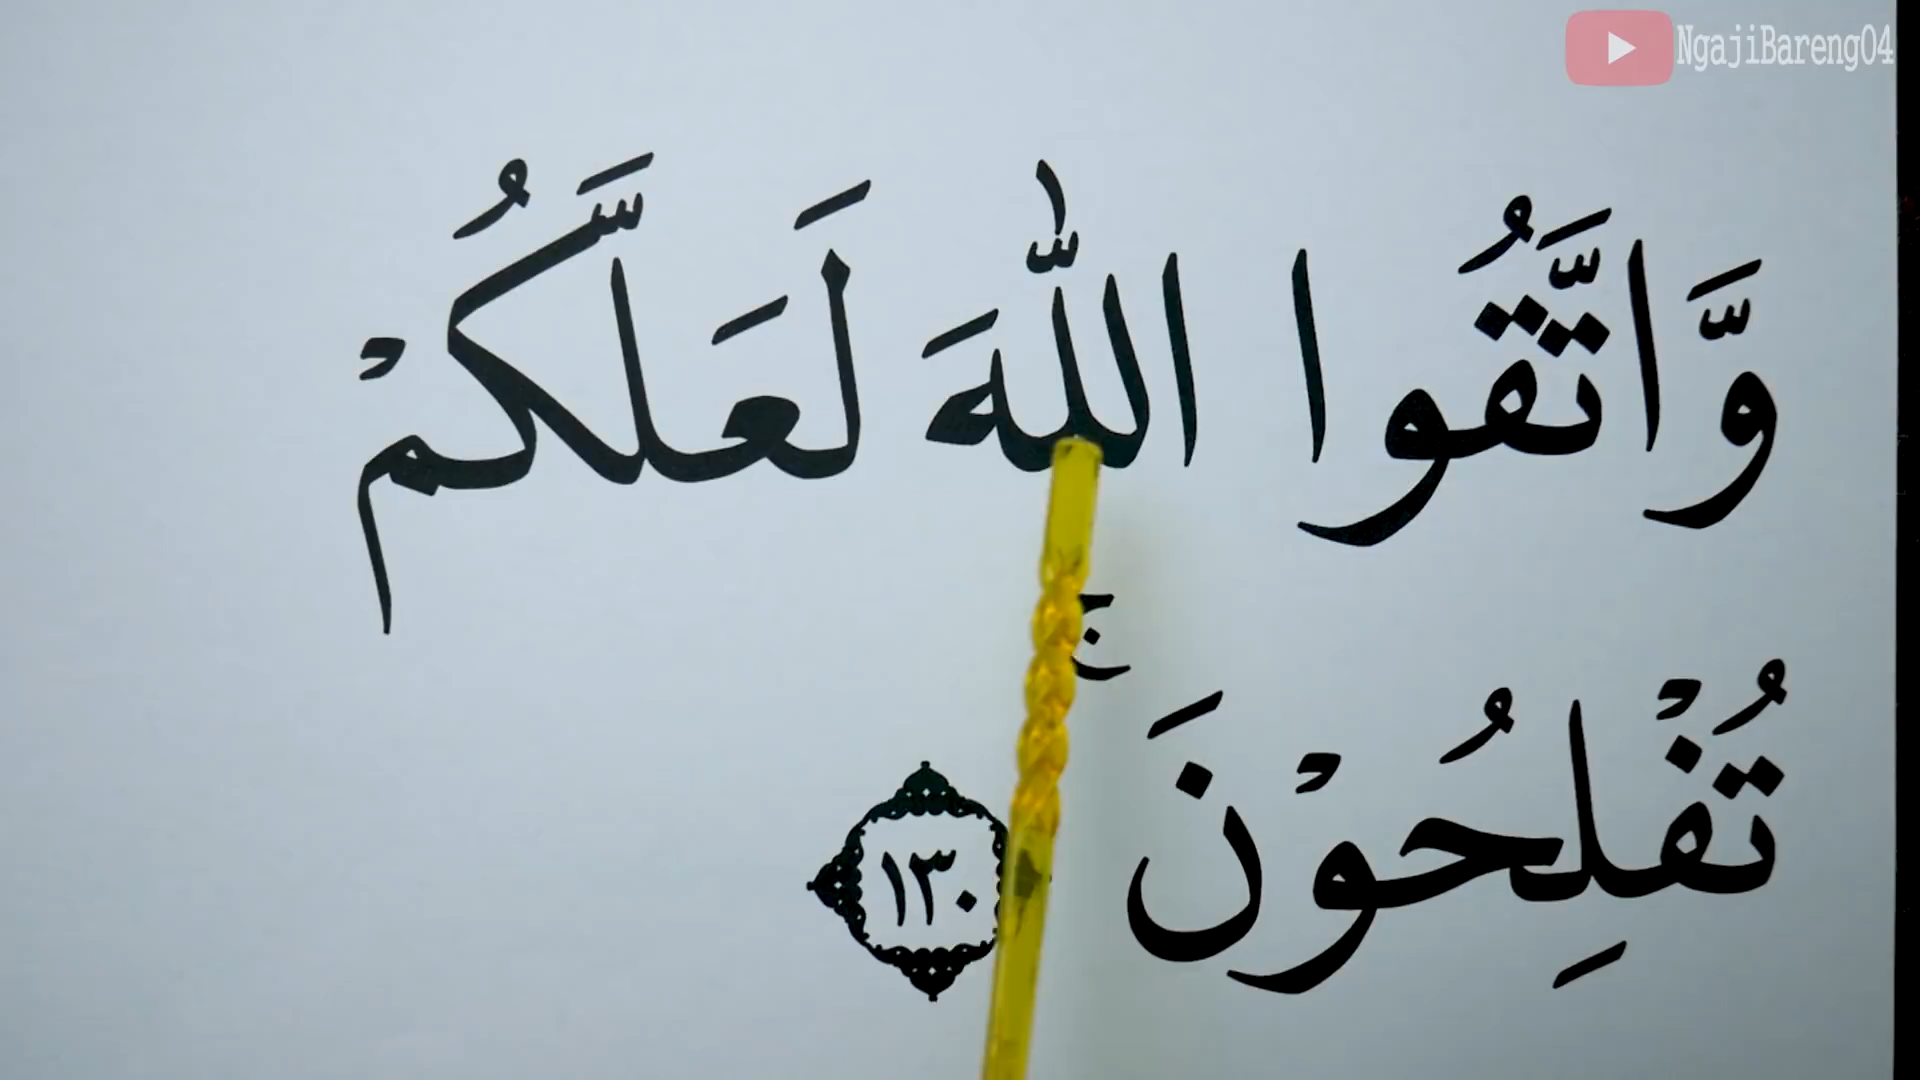 NgajiBareng04
وَّاتَّقُوا اللّٰهَ لَعَلَّكُمْ
تُفْلِحُوْنَۚ ١٣٠